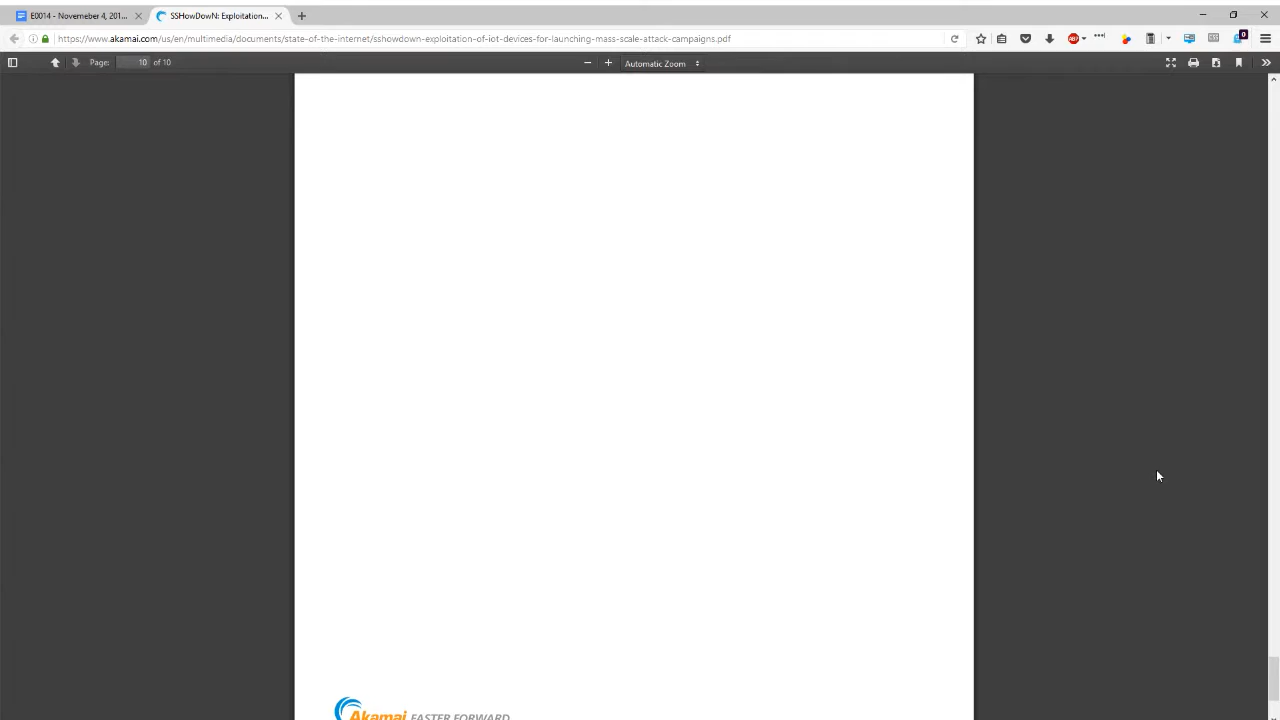 E0014 - Novemeber 4, 201...
SSHowDowN: Exploitation...
https://www.akamai.com/us/en/multimedia/documents/state-of-the-internet/sshowdown-exploitation-of-iot-devices-for-launching-mass-scale-attack-campaigns.pdf
ABP
0
Page: 10 of 10
Automatic Zoom
Akamai FASTER FORWARD